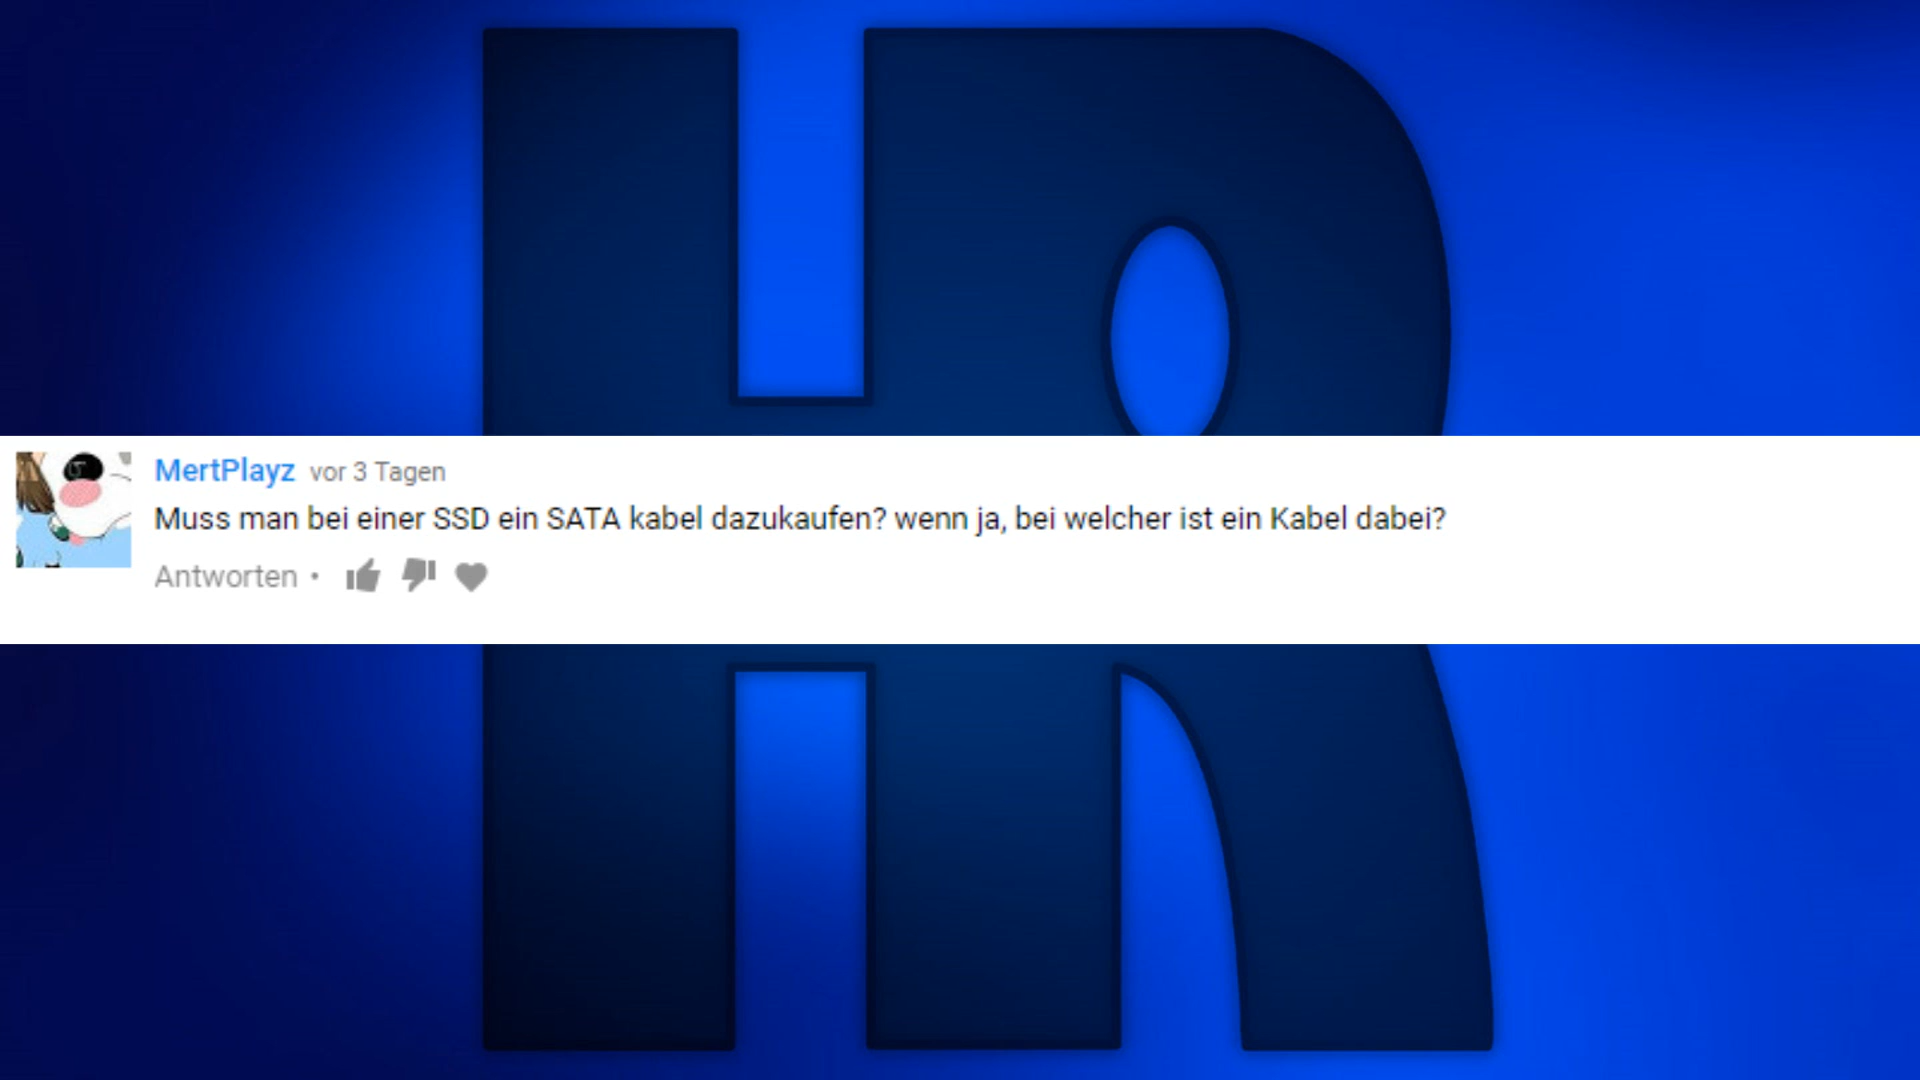 HR
MertPlayz vor 3 Tagen
Muss man bei einer SSD ein SATA kabel dazukaufen? wenn ja, bei welcher ist ein Kabel dabei?
Antworten •